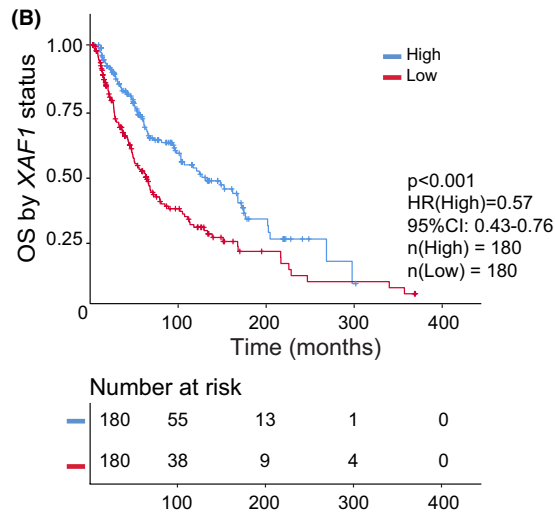 (B)
OS by XAF1 status
1.00
0.75
0.50
0.25
0
High
Low
p<0.001
HR(High)=0.57
95%CI: 0.43-0.76
n(High) = 180
n(Low) = 180
100 200 300 400
Time (months)
Number at risk
180 55 13 1 0
180 38 9 4 0
100 200 300 400